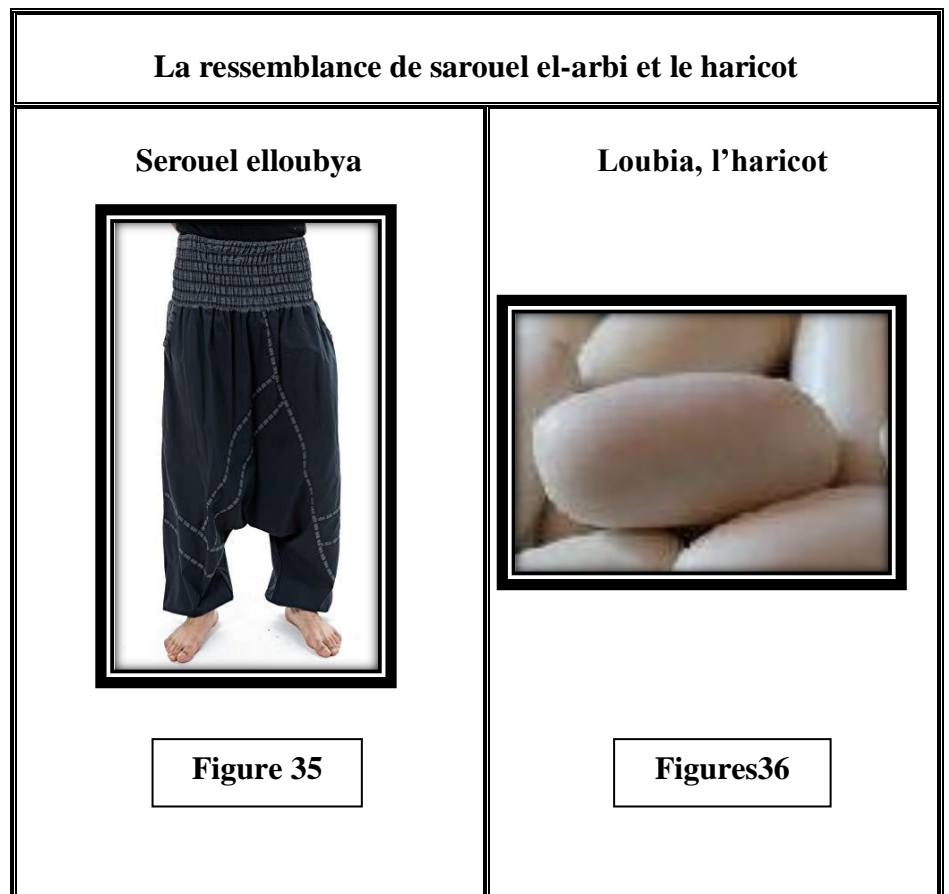 La ressemblance de sarouel el-arbi et le haricot
Serouel elloubya
Loubia, l’haricot
Figure 35
Figures36